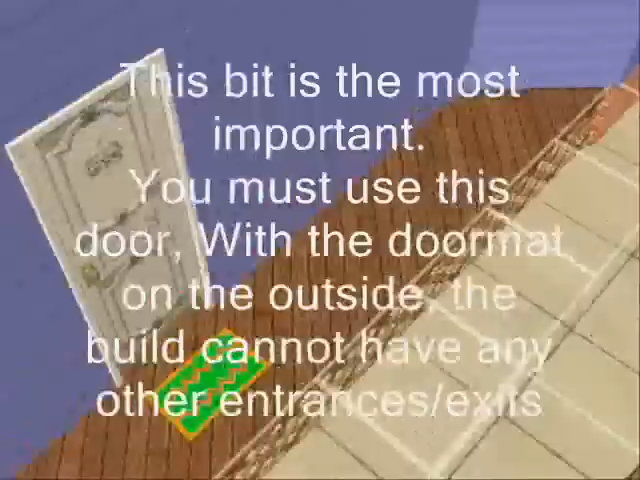 This bit is the most
important.
You must use this
door, With the doormat
on the outside, the
build cannot have any
other entrances/exits